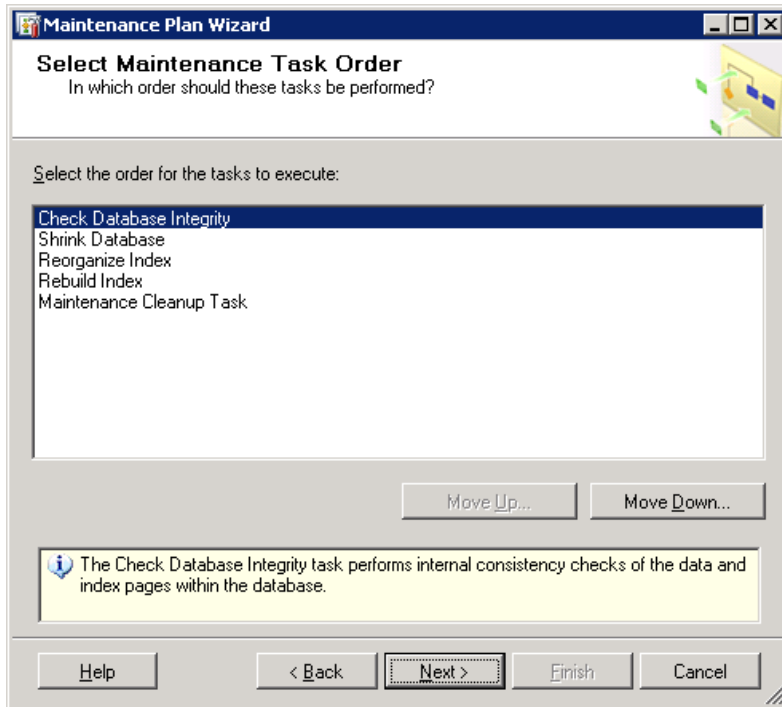 Maintenance Plan Wizard
Select Maintenance Task Order
In which order should these tasks be performed?
Select the order for the tasks to execute:
Check Database Integrity
Shrink Database
Reorganize Index
Rebuild Index
Maintenance Cleanup Task
Move Up...
Move Down...
The Check Database Integrity task performs internal consistency checks of the data and
index pages within the database.
Help
< Back
Next >
Finish
Cancel